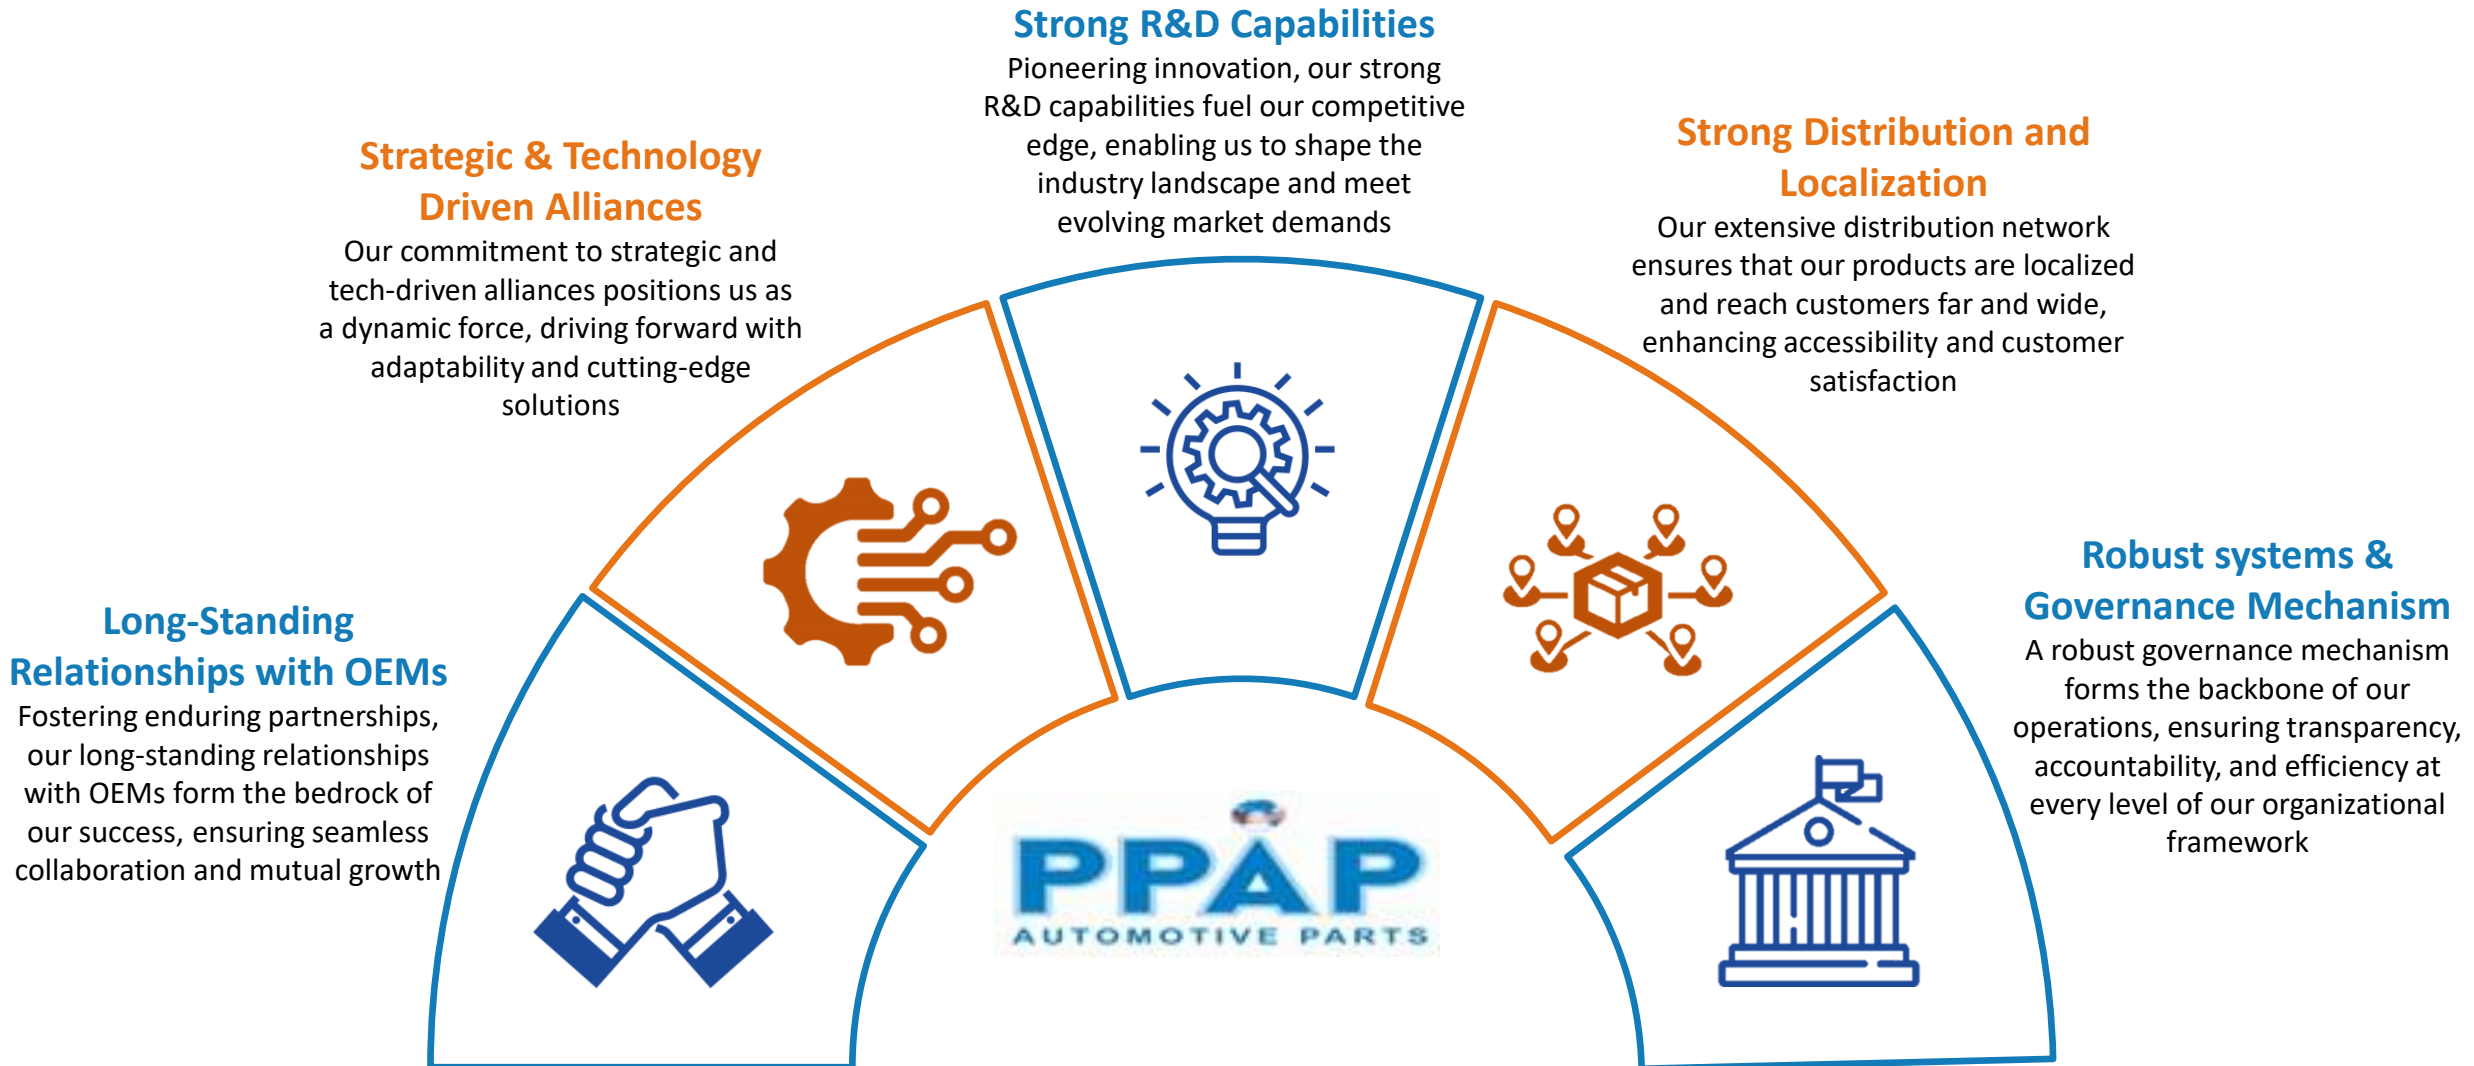 Strong R&D Capabilities
Pioneering innovation, our strong
R&D capabilities fuel our competitive
edge, enabling us to shape the
industry landscape and meet
evolving market demands
Strategic & Technology
Driven Alliances
Our commitment to strategic and
tech-driven alliances positions us as
a dynamic force, driving forward with
adaptability and cutting-edge
solutions
Strong Distribution and
Localization
Our extensive distribution network
ensures that our products are localized
and reach customers far and wide,
enhancing accessibility and customer
satisfaction
Long-Standing
Relationships with OEMs
Fostering enduring partnerships,
our long-standing relationships
with OEMs form the bedrock of
our success, ensuring seamless
collaboration and mutual growth
Robust systems &
Governance Mechanism
A robust governance mechanism
forms the backbone of our
operations, ensuring transparency,
accountability, and efficiency at
every level of our organizational
framework
PPAP
AUTOMOTIVE PARTS